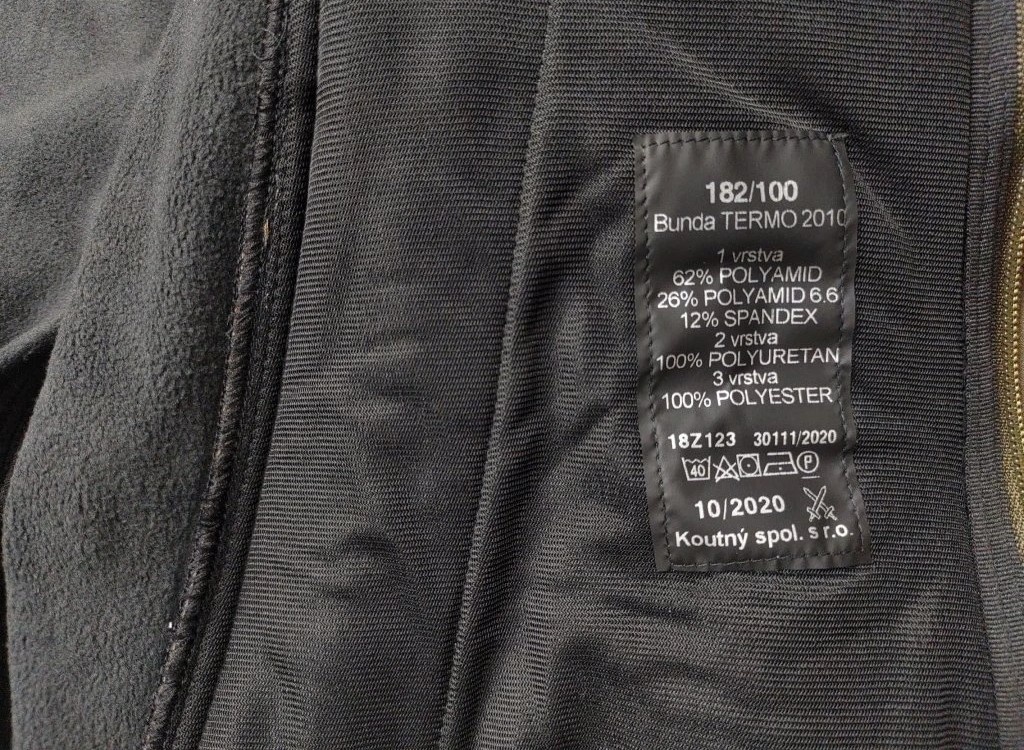 182/100
Bunda TERMO 2010
1 vrstva
62% POLYAMID
26% POLYAMID 6.6
12% SPANDEX
2 vrstva
100% POLYURETAN
3 vrstva
100% POLYESTER
18Z123 30111/2020
40 P
10/2020
Koutný spol. s r.o.